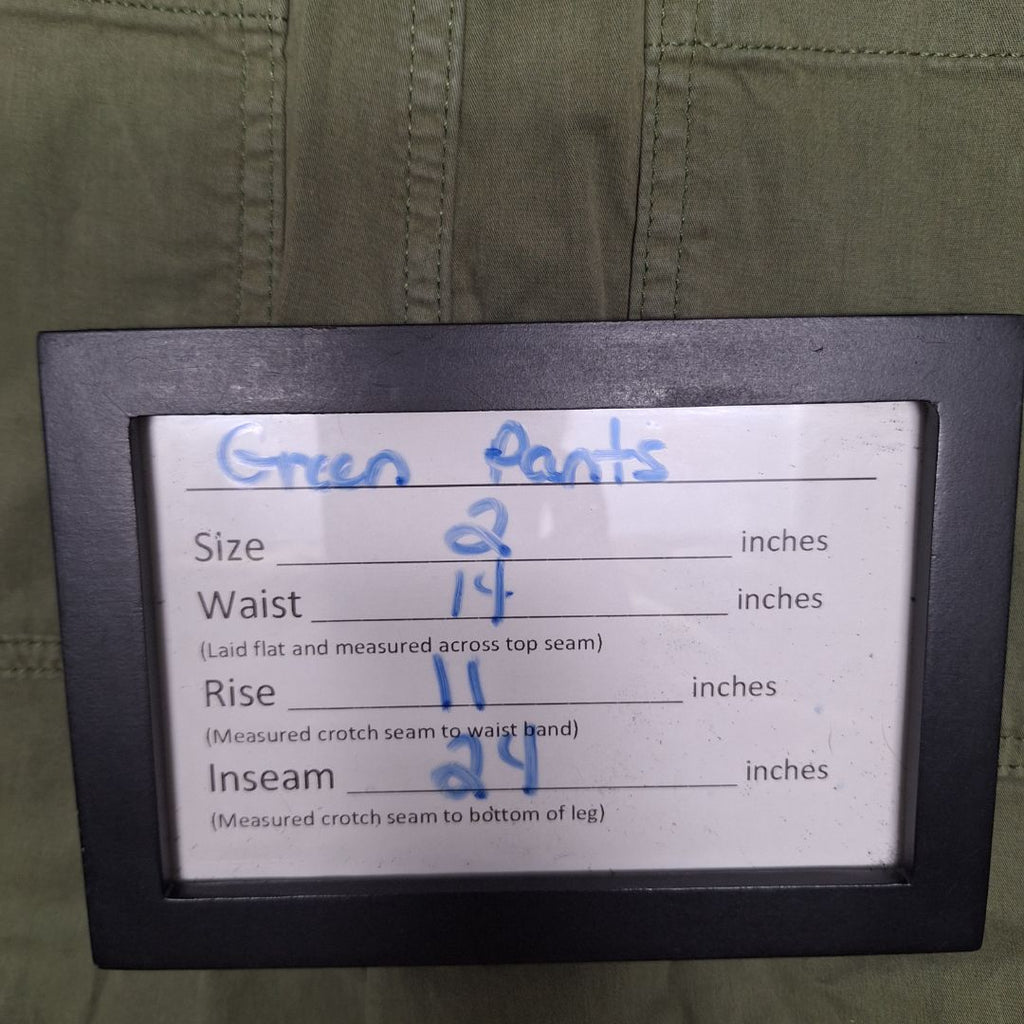 Green Pants
Size 2 inches
Waist 14 inches
(Laid flat and measured across top seam)
Rise 11 inches
(Measured crotch seam to waist band)
Inseam 24 inches
(Measured crotch seam to bottom of leg)